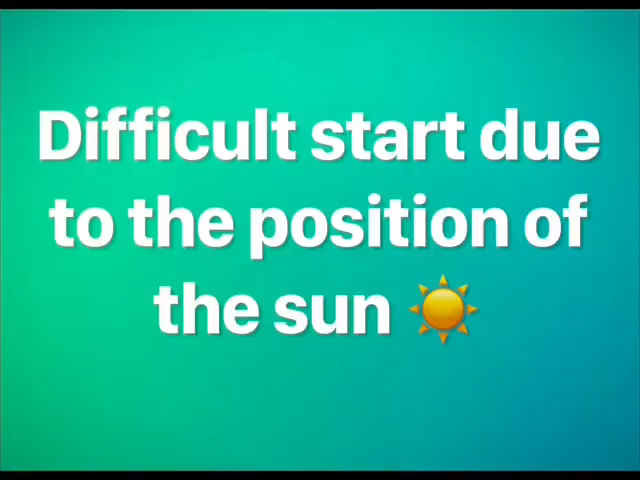 Difficult start due
to the position of
the sun ☀️